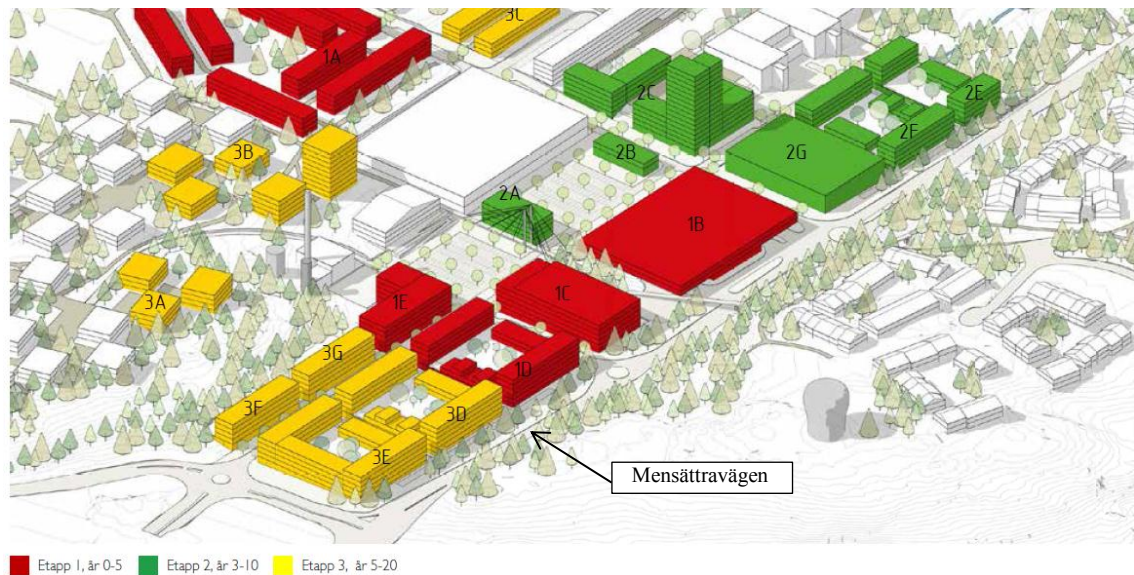 3C
1A
2C
2E
2F
2B
2G
3B
2A
1B
3A
1E
1C
3G
1D
3F
3D
3E
Mensättravägen
Etapp 1, år 0-5 Etapp 2, år 3-10 Etapp 3, år 5-20